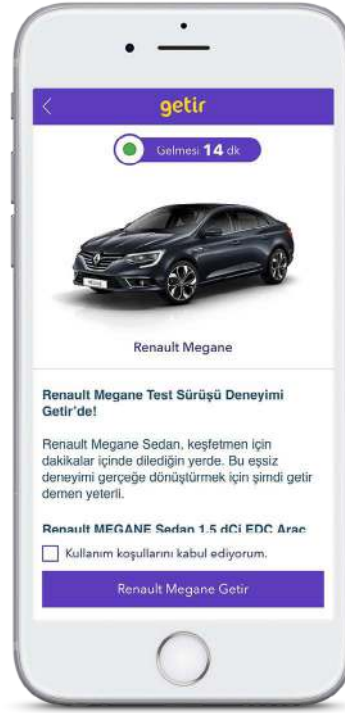 getir
Gelmesi 14 dk
Renault Megane
Renault Megane Test Sürüşü Deneyimi
Getir'de!
Renault Megane Sedan, keşfetmen için
dakikalar içinde dilediğin yerde. Bu eşsiz
deneyimi gerçeğe dönüştürmek için şimdi getir
demen yeterli.
Renault MEGANE Sedan 1.5 dCi EDC Araç
Kullanım koşullarını kabul ediyorum.
Renault Megane Getir